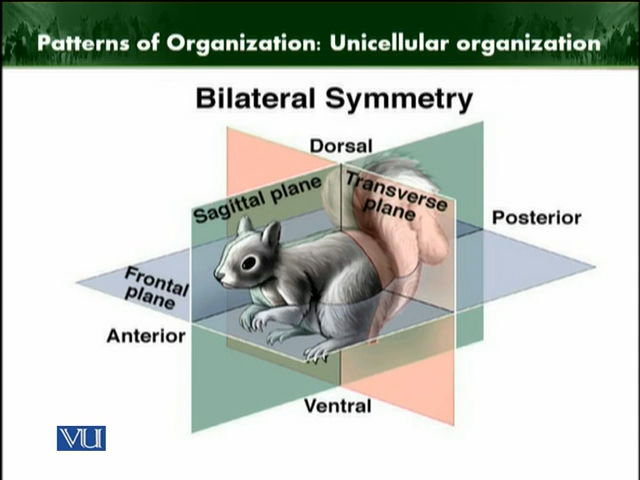 Patterns of Organization: Unicellular organization
Bilateral Symmetry
Dorsal
Sagittal plane
Transverse
plane
Posterior
Frontal
plane
Anterior
Ventral
VU